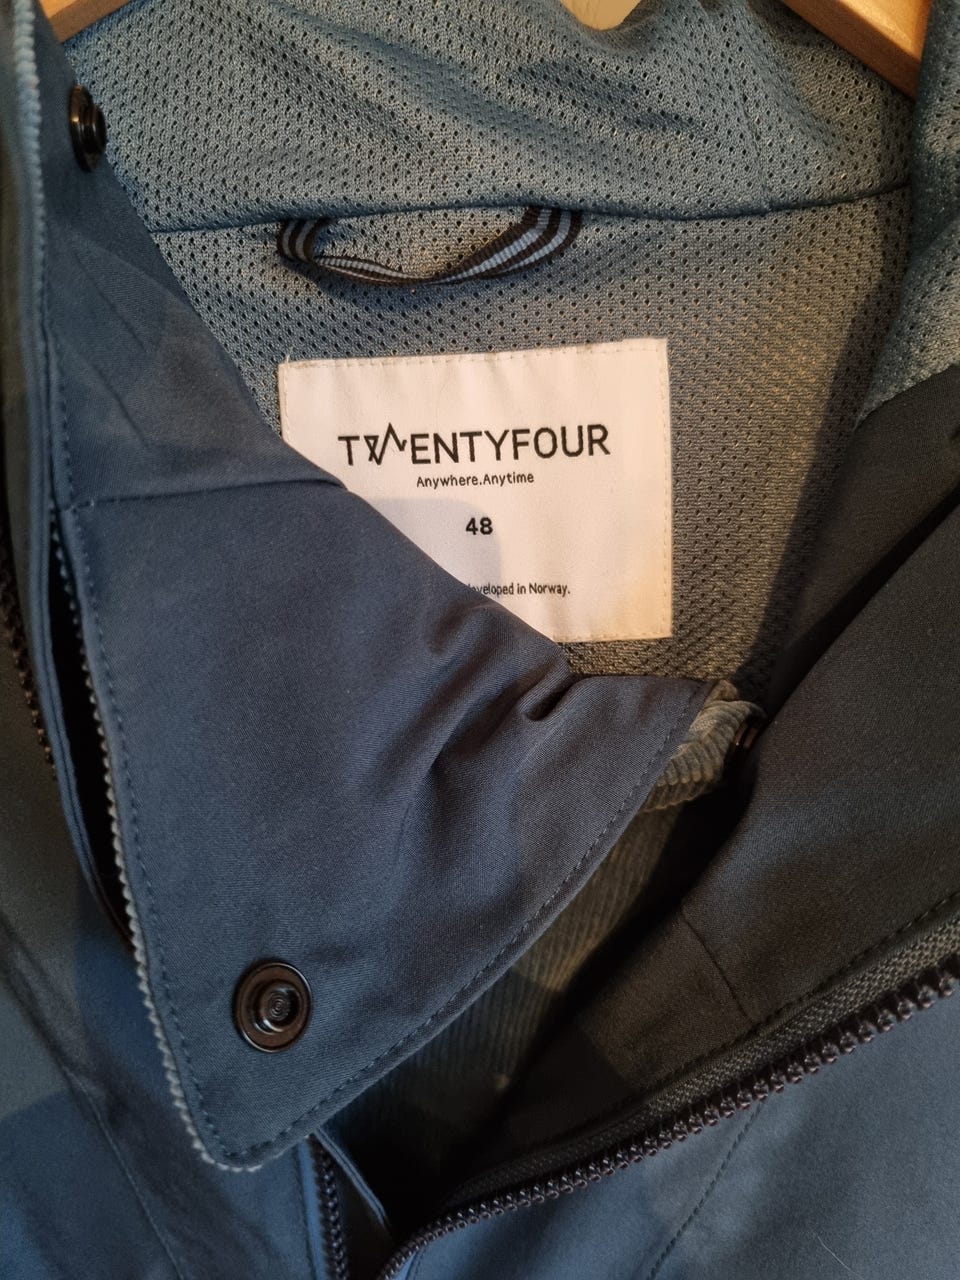 TWENTYFOUR
Anywhere.Anytime
48
in Norway.